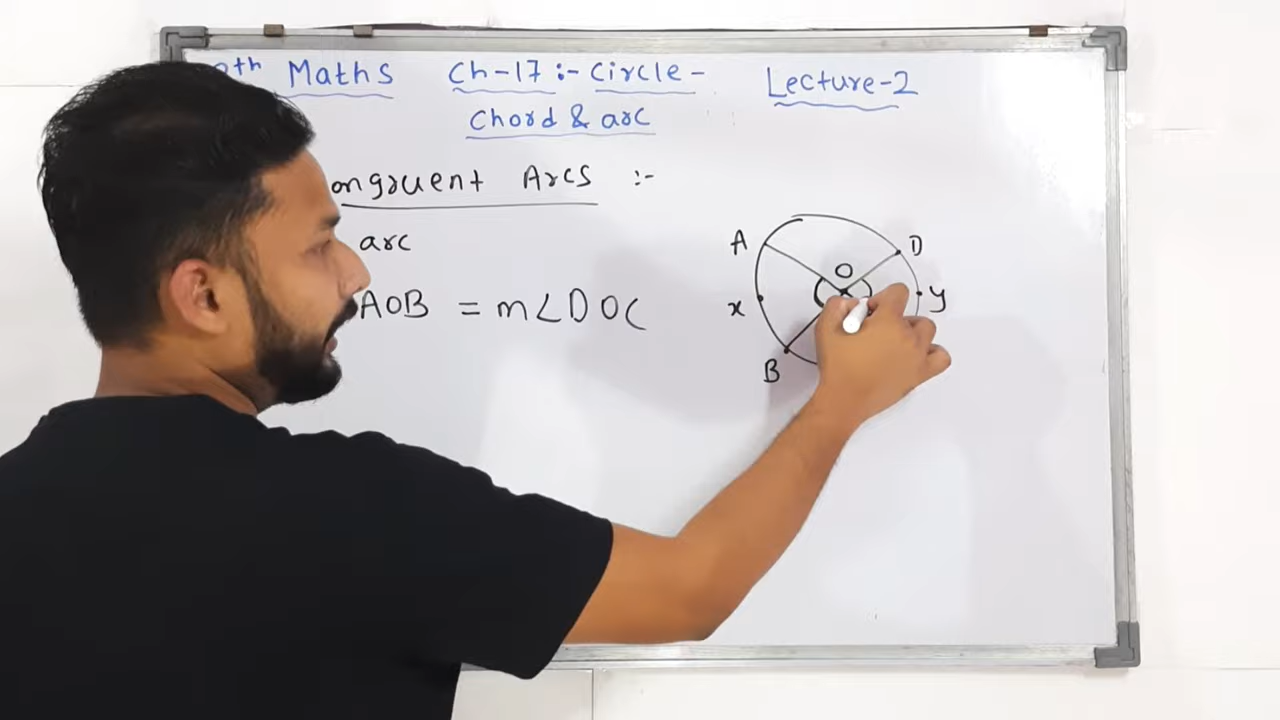 Maths Ch-17 :- Circle - Lecture-2
Chord & arc
ongruent Arcs :-
arc
AOB = m∠DOC
A
D
O
x
y
B